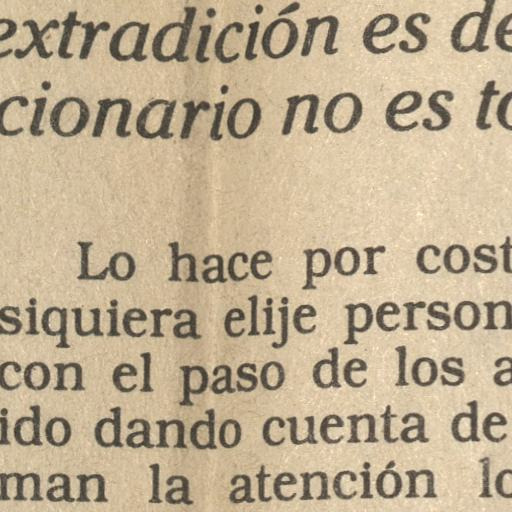 extradición es de
cionario no es to
Lo hace por cost
siquiera elije person
con el paso de los a
ido dando cuenta de
man la atención lo